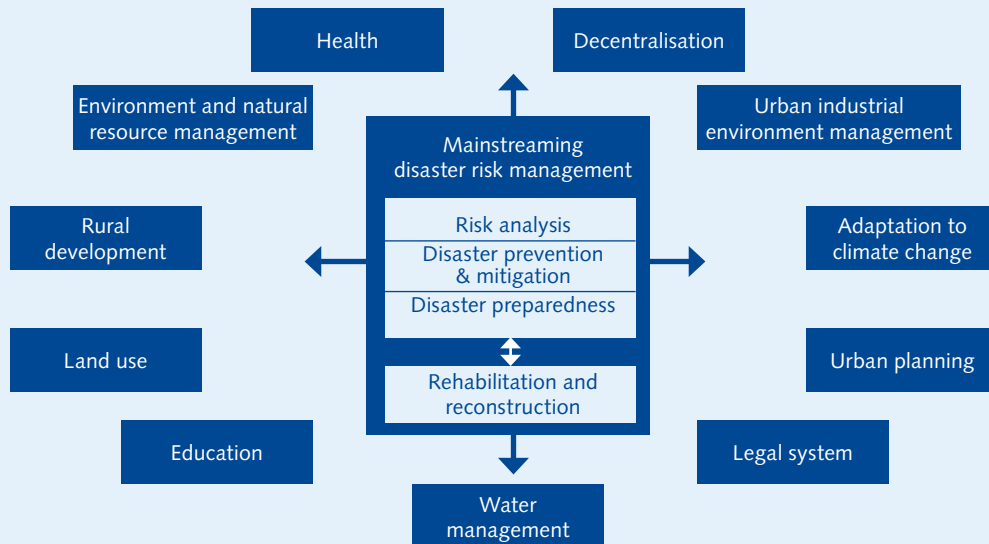 Health
Decentralisation
Environment and natural
resource management
Urban industrial
environment management
Mainstreaming
disaster risk management
Risk analysis
Disaster prevention
& mitigation
Disaster preparedness
Rehabilitation and
reconstruction
Rural
development
Adaptation to
climate change
Land use
Urban planning
Education
Legal system
Water
management